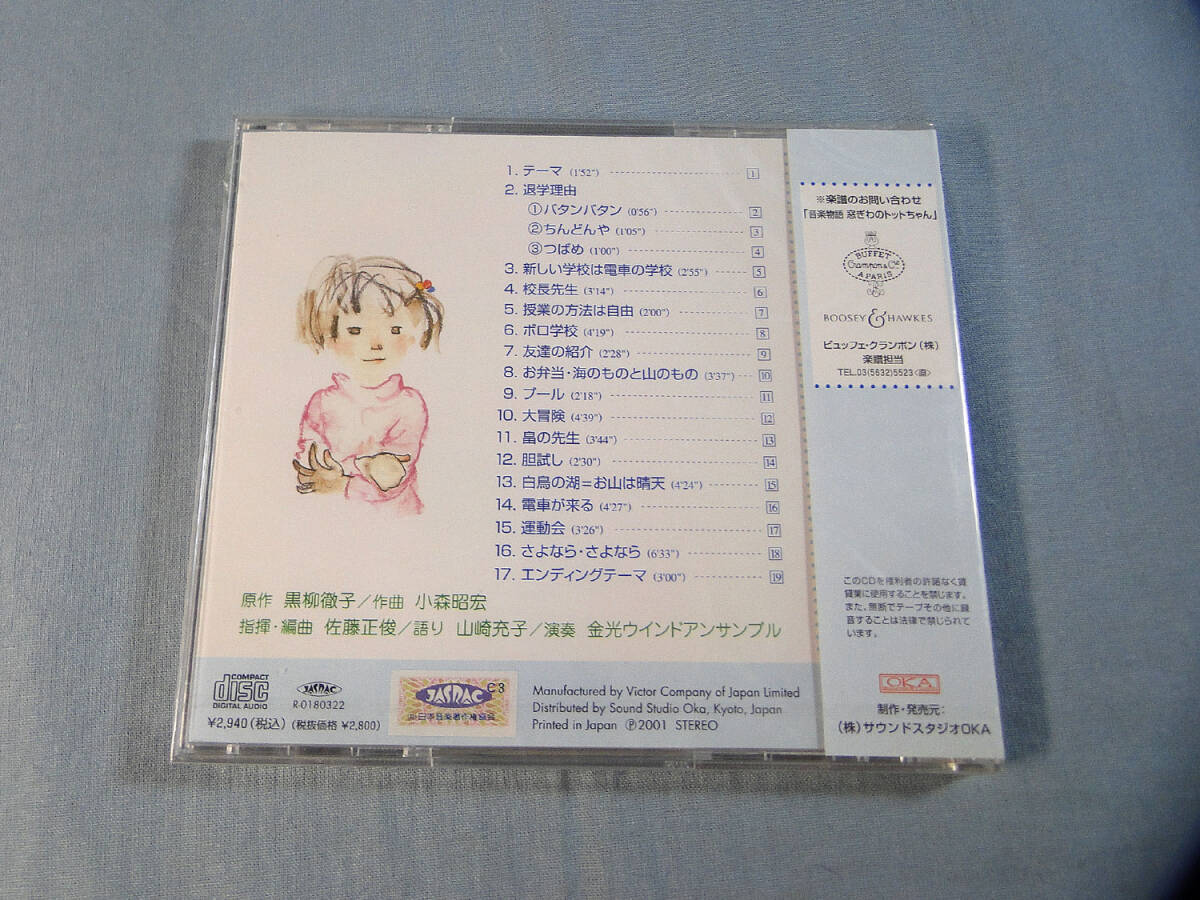 1. テーマ (1'52") 1
2. 退学理由
①バタンバタン (0'56") 2
②ちんどんや (1'05") 3
③つばめ (1'00") 4
3. 新しい学校は電車の学校 (2'55") 5
4. 校長先生 (3'14") 6
5. 授業の方法は自由 (2'00") 7
6. ボロ学校 (4'19") 8
7. 友達の紹介 (2'28") 9
8. お弁当・海のものと山のもの (3'37") 10
9. プール (2'18") 11
10. 大冒険 (4'39") 12
11. 畠の先生 (3'44") 13
12. 胆試し (2'30") 14
13. 白鳥の湖=お山は晴天 (4'24") 15
14. 電車が来る (4'27") 16
15. 運動会 (3'26") 17
16. さよなら・さよなら (6'33") 18
17. エンディングテーマ (3'00") 19
原作 黒柳徹子/作曲 小森昭宏
指揮・編曲 佐藤正俊/語り 山崎充子/演奏 金光ウインドアンサンブル
COMPACT
disc
DIGITAL AUDIO
JASRAC
R-0180322
¥2,940(税込) (税抜価格 ¥2,800)
JASRAC
C3
Manufactured by Victor Company of Japan Limited
Distributed by Sound Studio Oka, Kyoto, Japan
Printed in Japan Ⓟ2001 STEREO
※楽譜のお問い合わせ
「音楽物語 窓ぎわのトットちゃん」
BUFFET
Crampon & Cie
A PARIS
BOOSEY & HAWKES
ビュッフェ・クランポン(株)
楽譜担当
TEL.03(5632)5523<直>
このCDを権利者の許諾なく賃
貸業に使用することを禁じます。
また、無断でテープその他に録
音することは法律で禁じられて
います。
OKA
制作・発売元:
(株)サウンドスタジオOKA